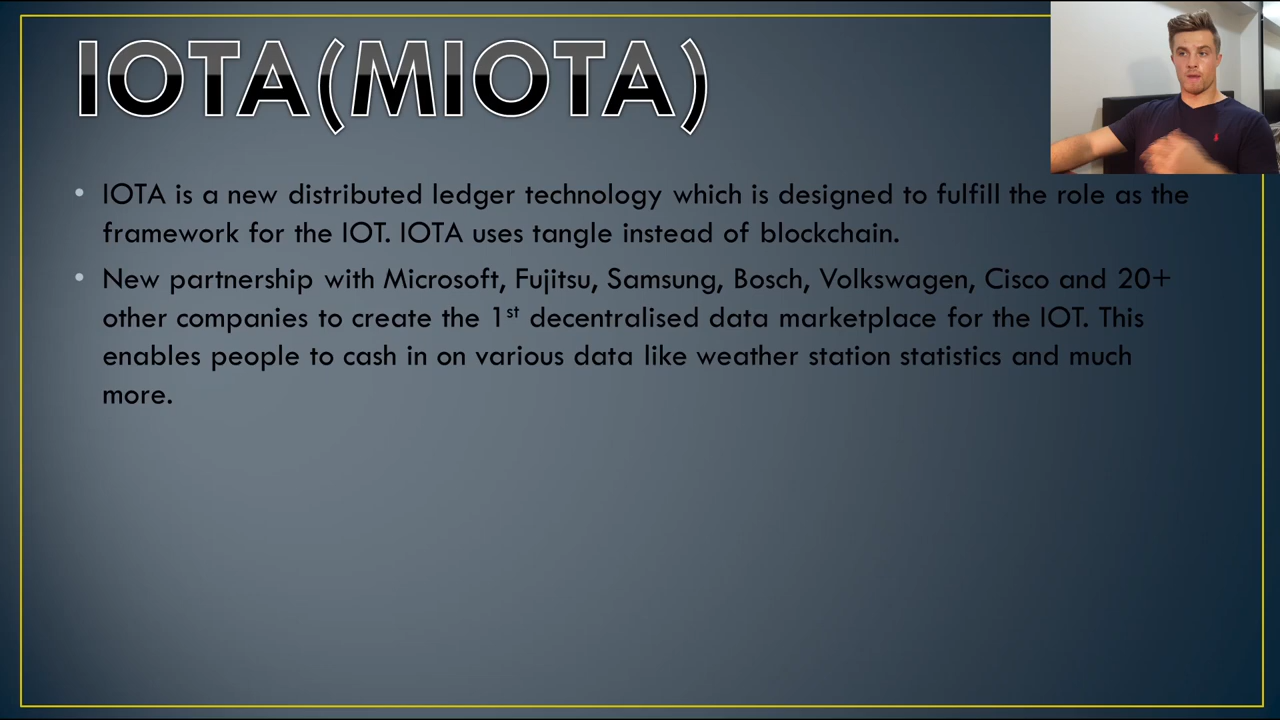 IOTA(MIOTA)
• IOTA is a new distributed ledger technology which is designed to fulfill the role as the
framework for the IOT. IOTA uses tangle instead of blockchain.
• New partnership with Microsoft, Fujitsu, Samsung, Bosch, Volkswagen, Cisco and 20+
other companies to create the 1st decentralised data marketplace for the IOT. This
enables people to cash in on various data like weather station statistics and much
more.